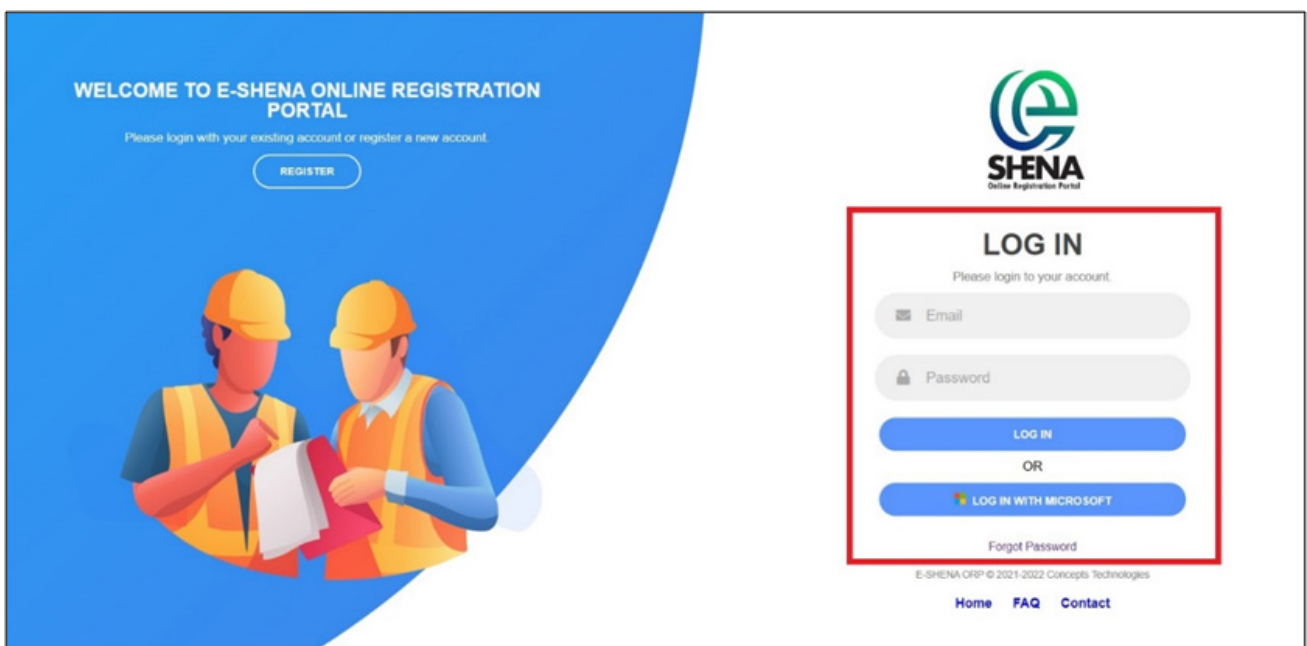 WELCOME TO E-SHENA ONLINE REGISTRATION
PORTAL
Please login with your existing account or register a new account.
REGISTER
SHENA
Online Registration Portal
LOG IN
Please login to your account.
Email
Password
LOG IN
OR
LOG IN WITH MICROSOFT
Forgot Password
E-SHENA ORP © 2021-2022 Concepts Technologies
Home FAQ Contact